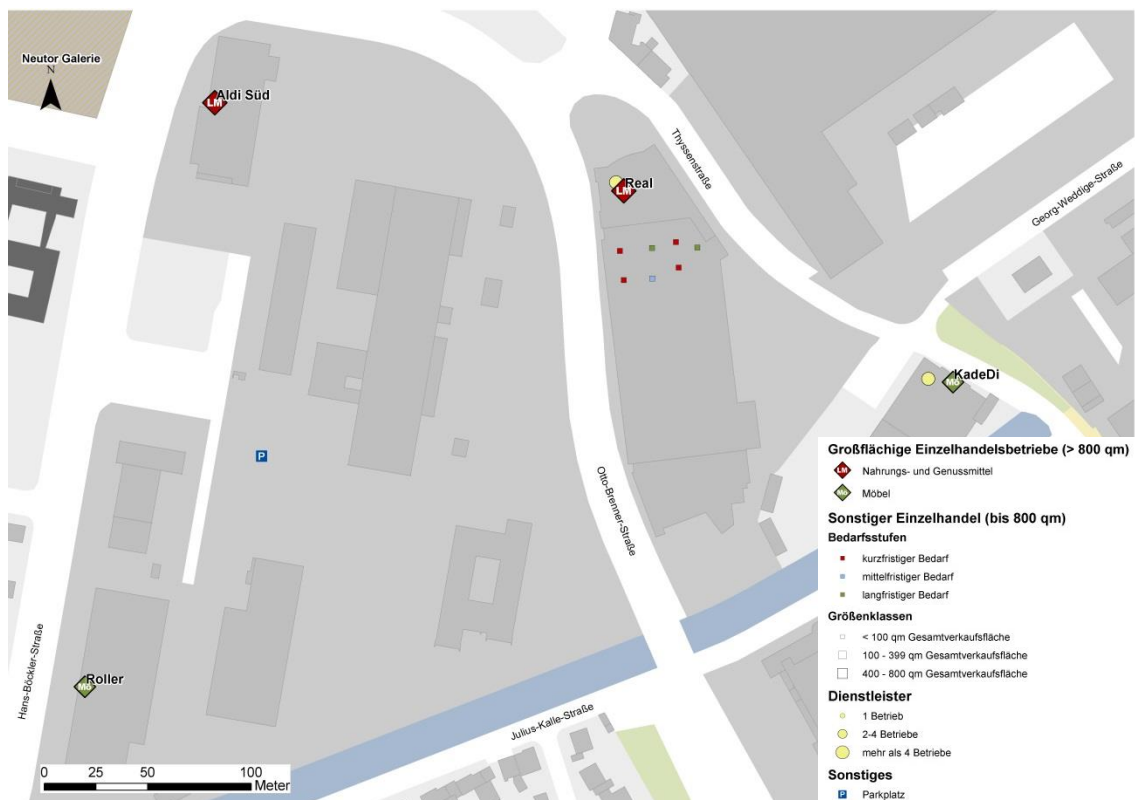 Neutor Galerie
N
Aldi Süd
LM
Real
LM
Thyssenstraße
Georg-Weddige-Straße
KadeDi
Mö
P
Otto-Brenner-Straße
Hans-Böckler-Straße
Roller
Mö
Julius-Kalle-Straße
0 25 50 100
Meter
Großflächige Einzelhandelsbetriebe (> 800 qm)
LM Nahrungs- und Genussmittel
Mö Möbel
Sonstiger Einzelhandel (bis 800 qm)
Bedarfsstufen
kurzfristiger Bedarf
mittelfristiger Bedarf
langfristiger Bedarf
Größenklassen
< 100 qm Gesamtverkaufsfläche
100 - 399 qm Gesamtverkaufsfläche
400 - 800 qm Gesamtverkaufsfläche
Dienstleister
1 Betrieb
2-4 Betriebe
mehr als 4 Betriebe
Sonstiges
P Parkplatz